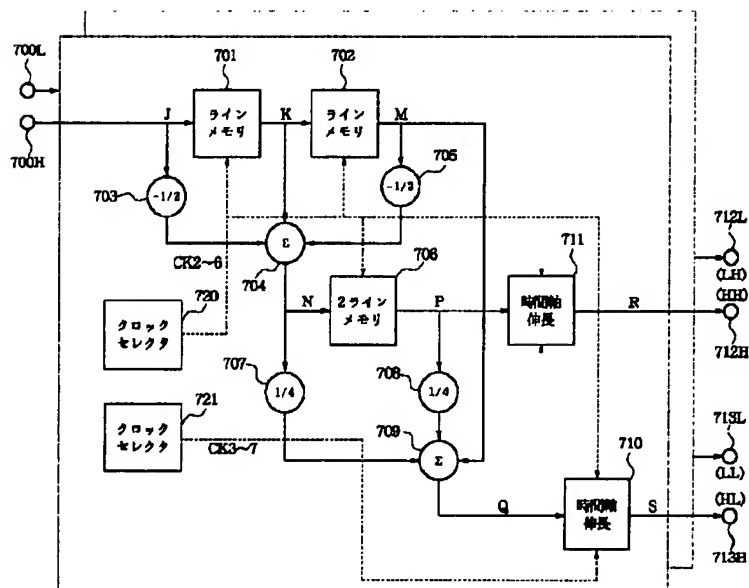 700L
701
702
J
ライン
メモリ
K
ライン
メモリ
M
700H
703
-1/2
-1/2
705
Σ
704
CK2~6
706
711
712L
(LH)
(HH)
712H
720
クロック
セレクタ
N
2ライン
メモリ
P
時間軸
伸長
R
707
1/4
708
1/4
721
クロック
セレクタ
709
Σ
713L
(LL)
710
CK3~7
(HL)
Q
時間軸
伸長
S
713H